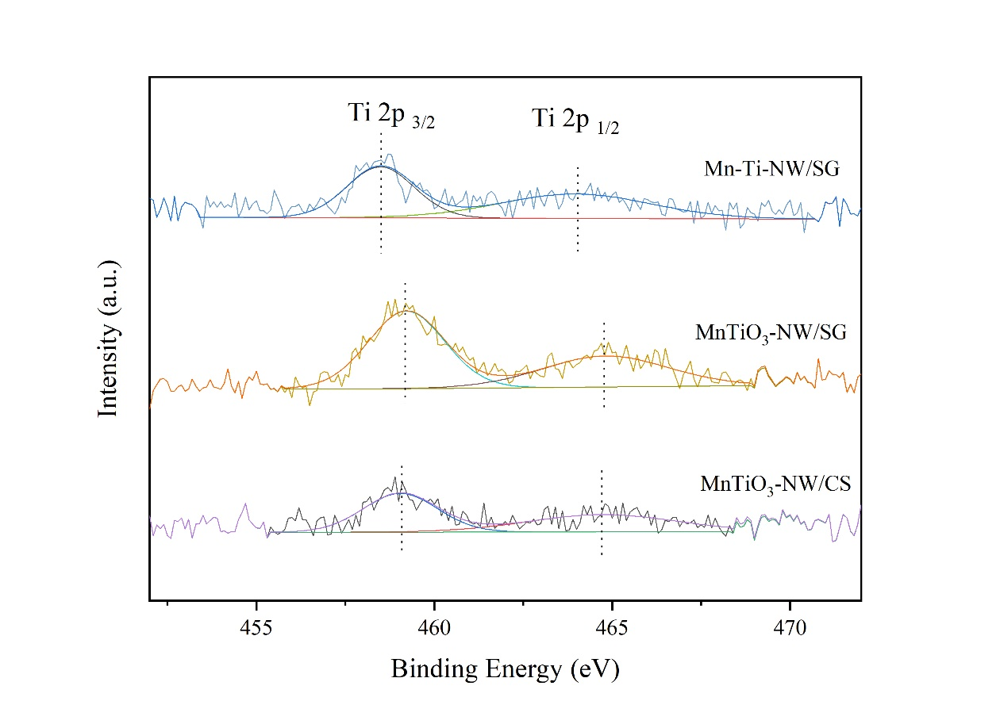 Ti 2p 3/2
Ti 2p 1/2
Mn-Ti-NW/SG
MnTiO3-NW/SG
MnTiO3-NW/CS
Intensity (a.u.)
455 460 465 470
Binding Energy (eV)